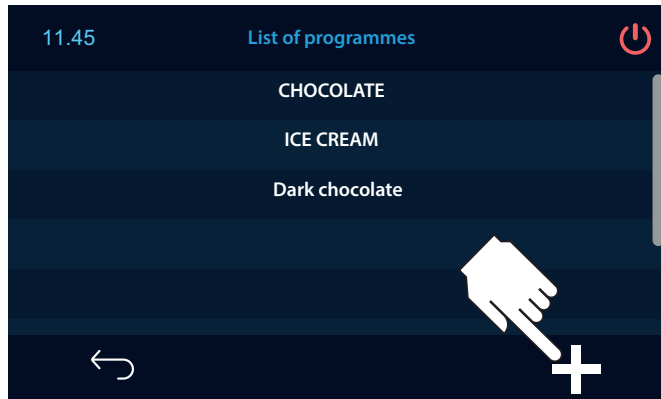 11.45
List of programmes
CHOCOLATE
ICE CREAM
Dark chocolate